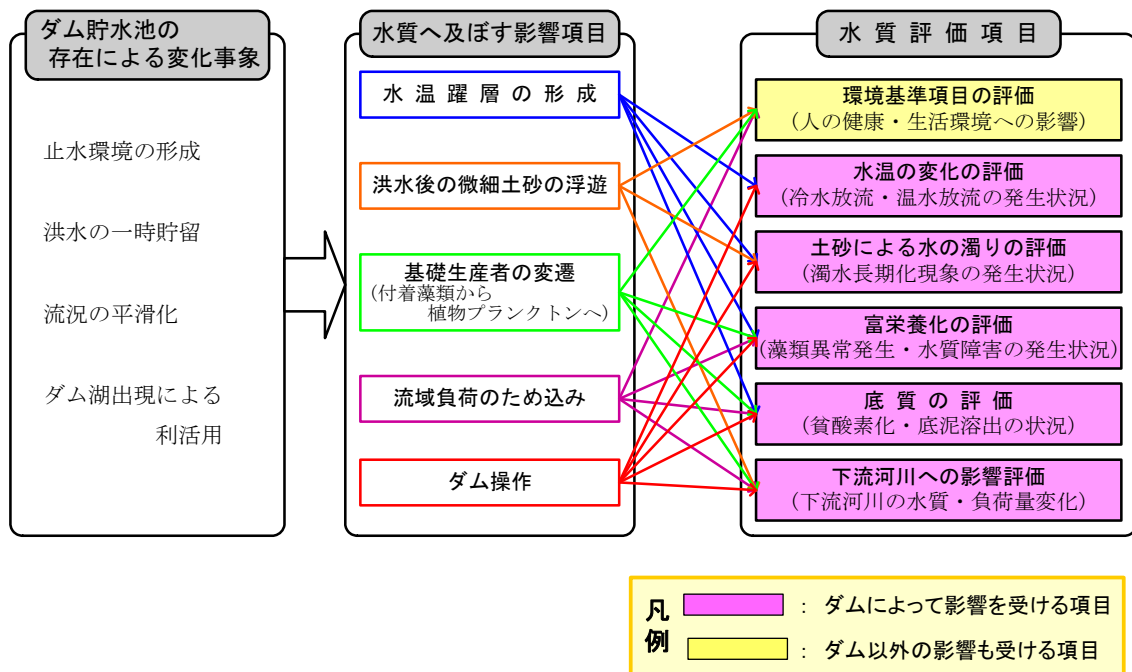 ダム貯水池の
存在による変化事象
止水環境の形成
洪水の一時貯留
流況の平滑化
ダム湖出現による
利活用
水質へ及ぼす影響項目
水温躍層の形成
洪水後の微細土砂の浮遊
基礎生産者の変遷
(付着藻類から
植物プランクトンへ)
流域負荷のため込み
ダム操作
水質評価項目
環境基準項目の評価
(人の健康・生活環境への影響)
水温の変化の評価
(冷水放流・温水放流の発生状況)
土砂による水の濁りの評価
(濁水長期化現象の発生状況)
富栄養化の評価
(藻類異常発生・水質障害の発生状況)
底質の評価
(貧酸素化・底泥溶出の状況)
下流河川への影響評価
(下流河川の水質・負荷量変化)
凡例
： ダムによって影響を受ける項目
： ダム以外の影響も受ける項目